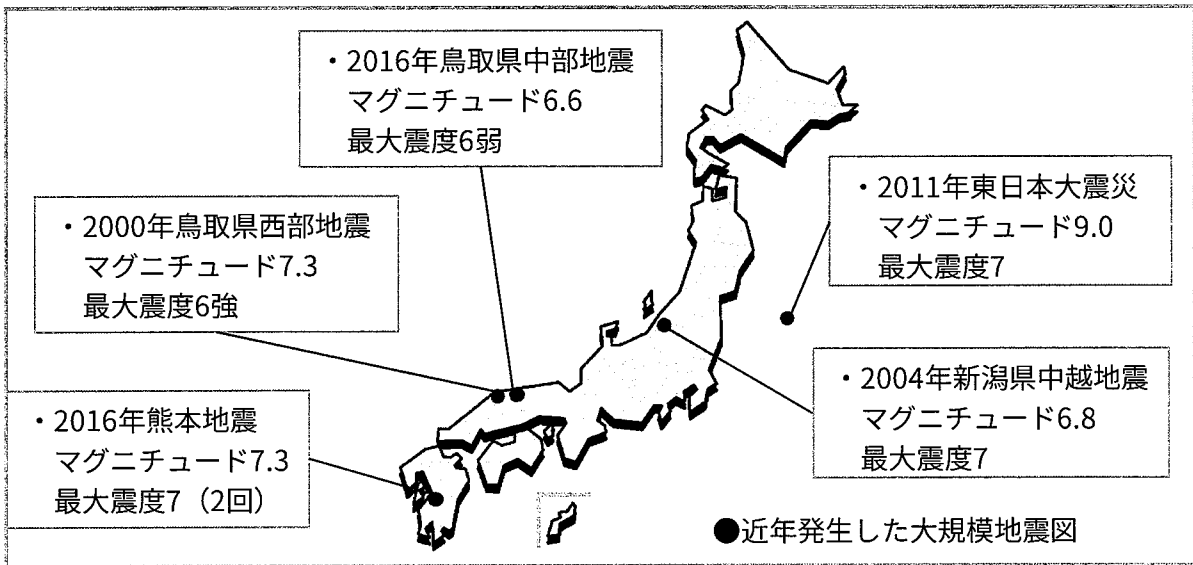 ・2016年鳥取県中部地震
マグニチュード6.6
最大震度6弱
・2011年東日本大震災
マグニチュード9.0
最大震度7
・2000年鳥取県西部地震
マグニチュード7.3
最大震度6強
・2004年新潟県中越地震
マグニチュード6.8
最大震度7
・2016年熊本地震
マグニチュード7.3
最大震度7（2回）
●近年発生した大規模地震図